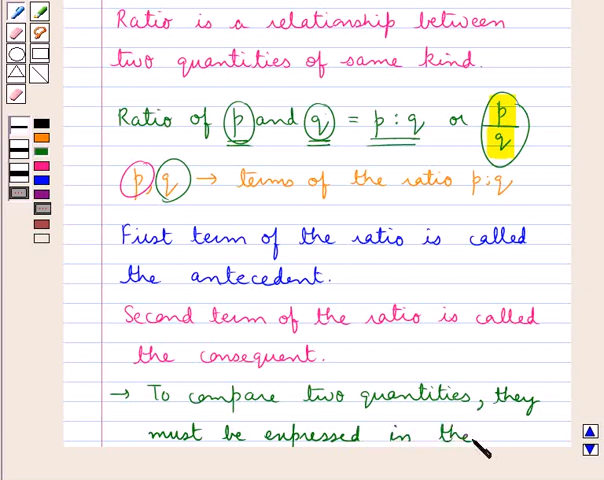 Ratio is a relationship between
two quantities of same kind.
Ratio of p and q = p : q or p/q
p, q → terms of the ratio p:q
First term of the ratio is called
the antecedent.
Second term of the ratio is called
the consequent.
→ To compare two quantities, they
must be expressed in the